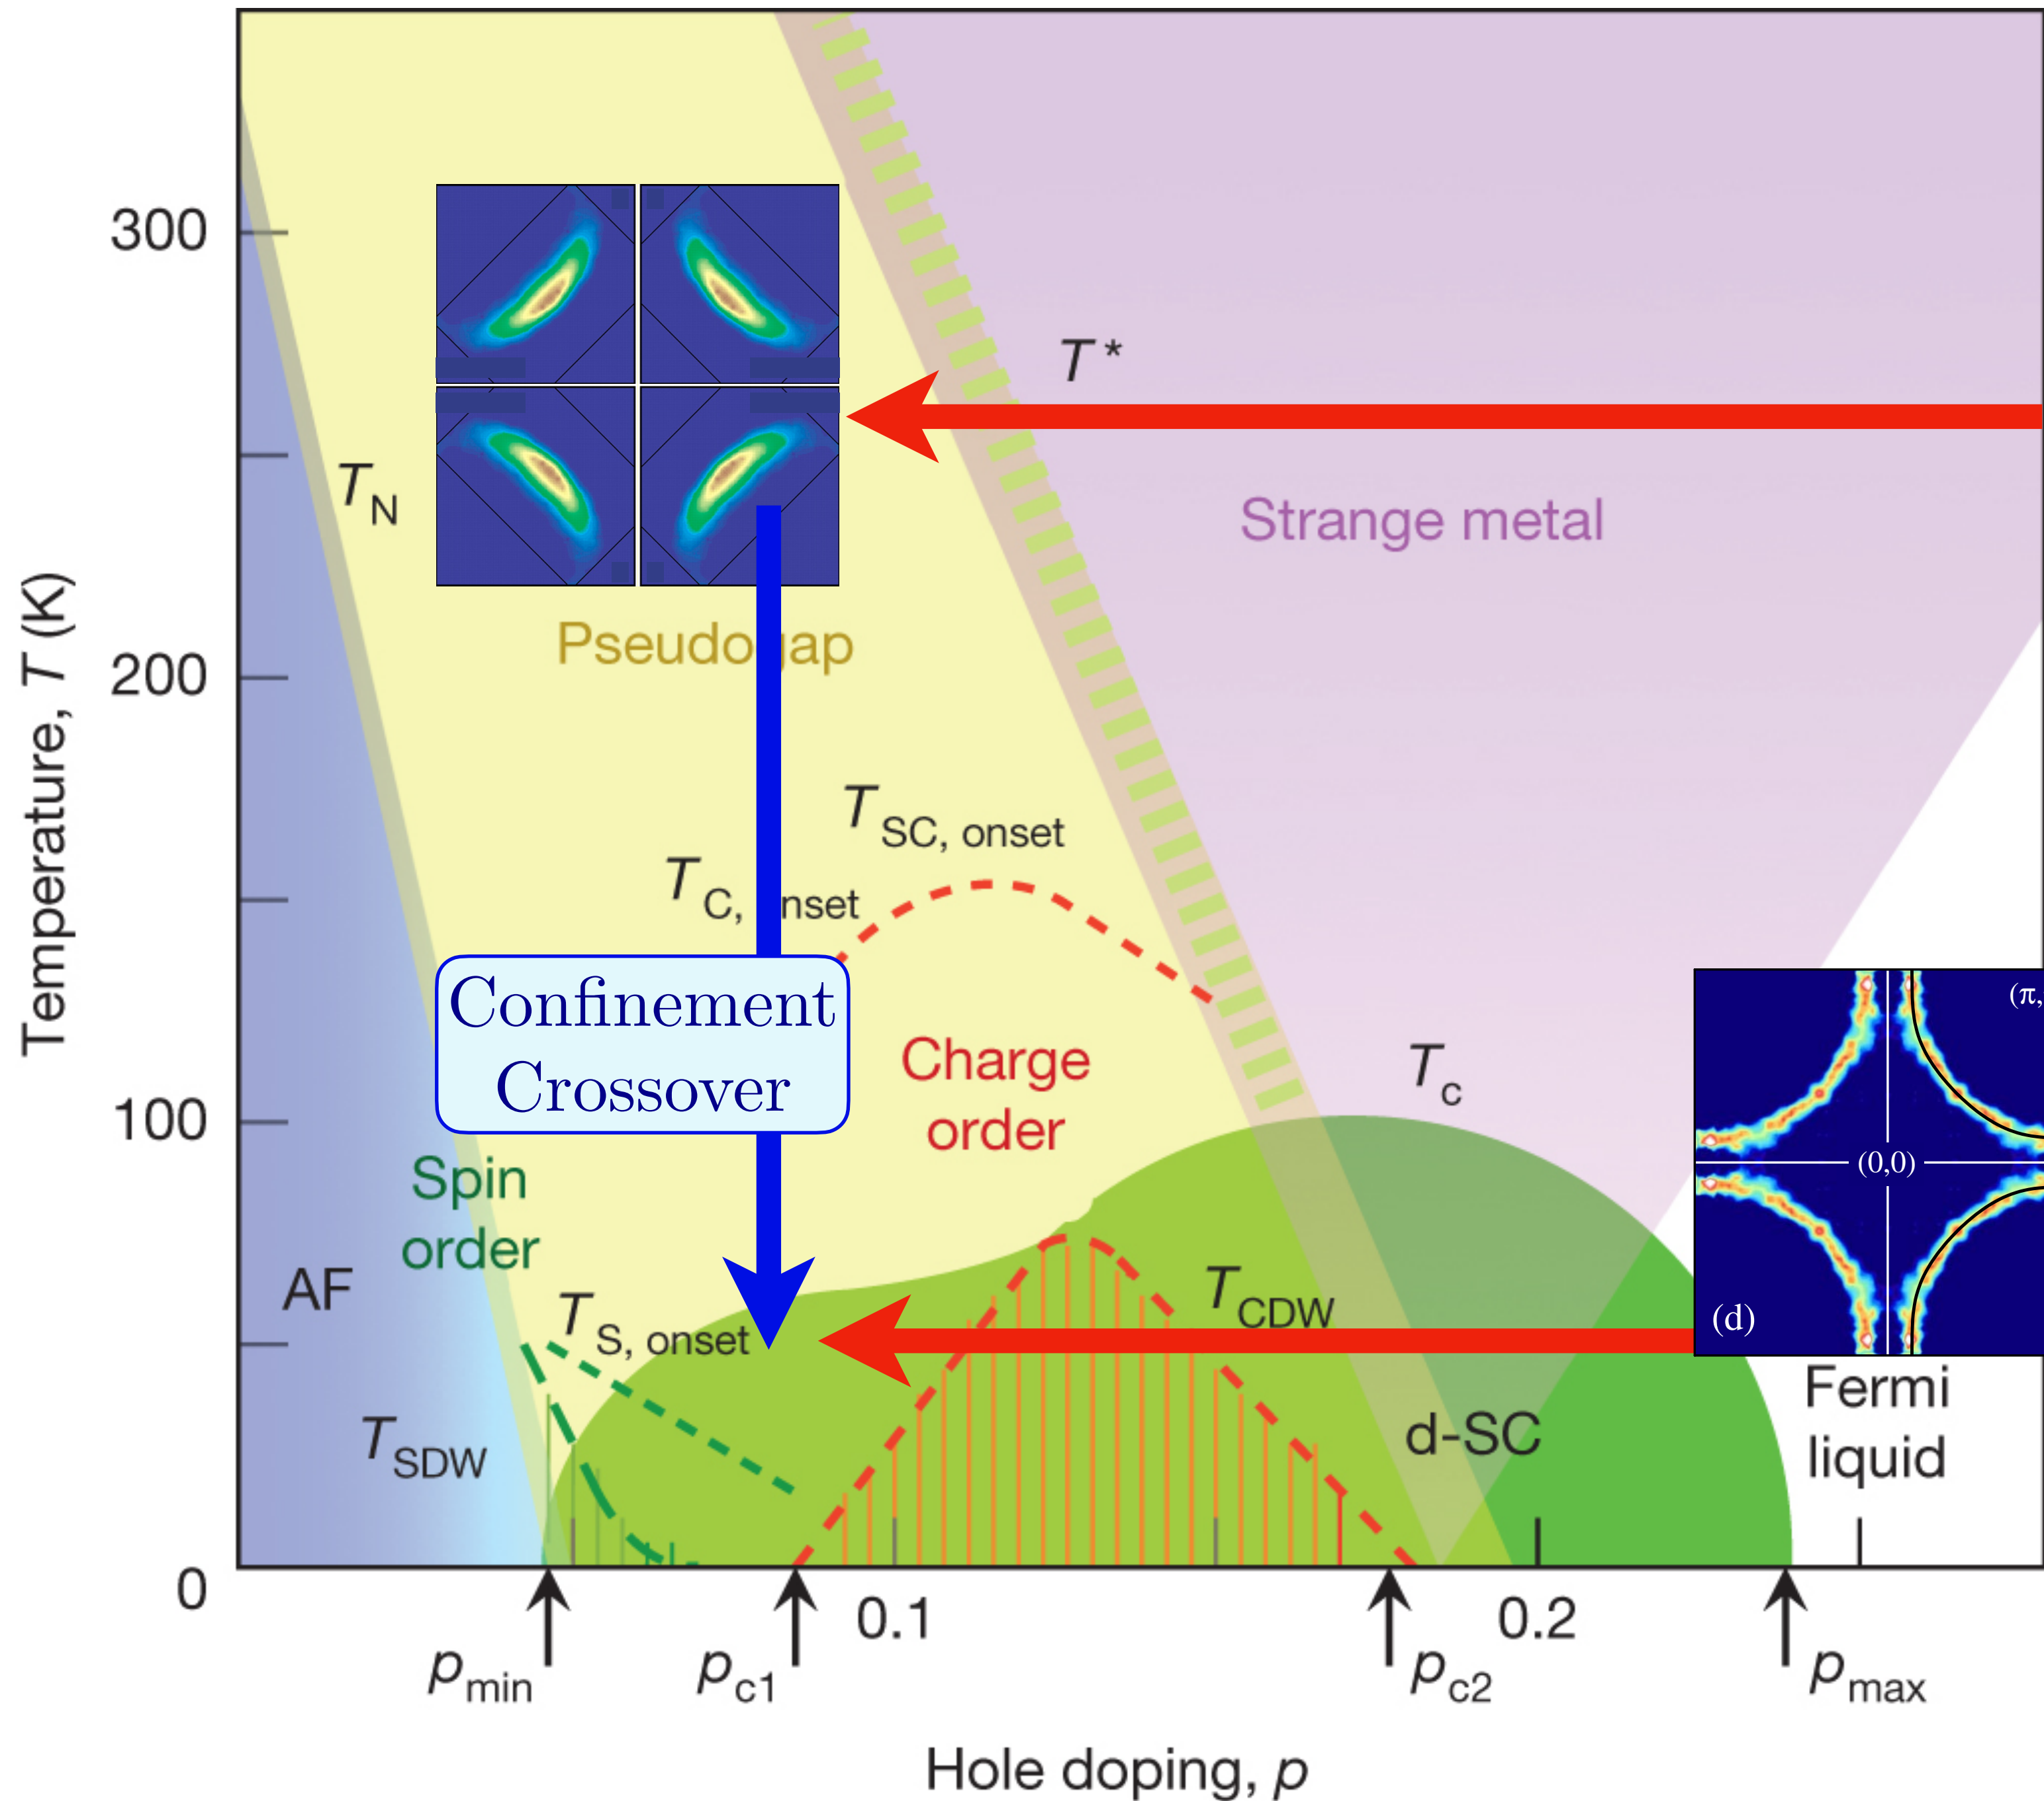 300
T*
T_N
Strange metal
Pseudogap
200
Temperature, T (K)
T_SC, onset
T_C, nset
Confinement
Crossover
Charge
order
T_c
100
(π,
(0,0)
(d)
Spin
order
AF
T_S, onset
T_CDW
Fermi
liquid
T_SDW
d-SC
0
0.1
0.2
p_min
p_c1
p_c2
p_max
Hole doping, p